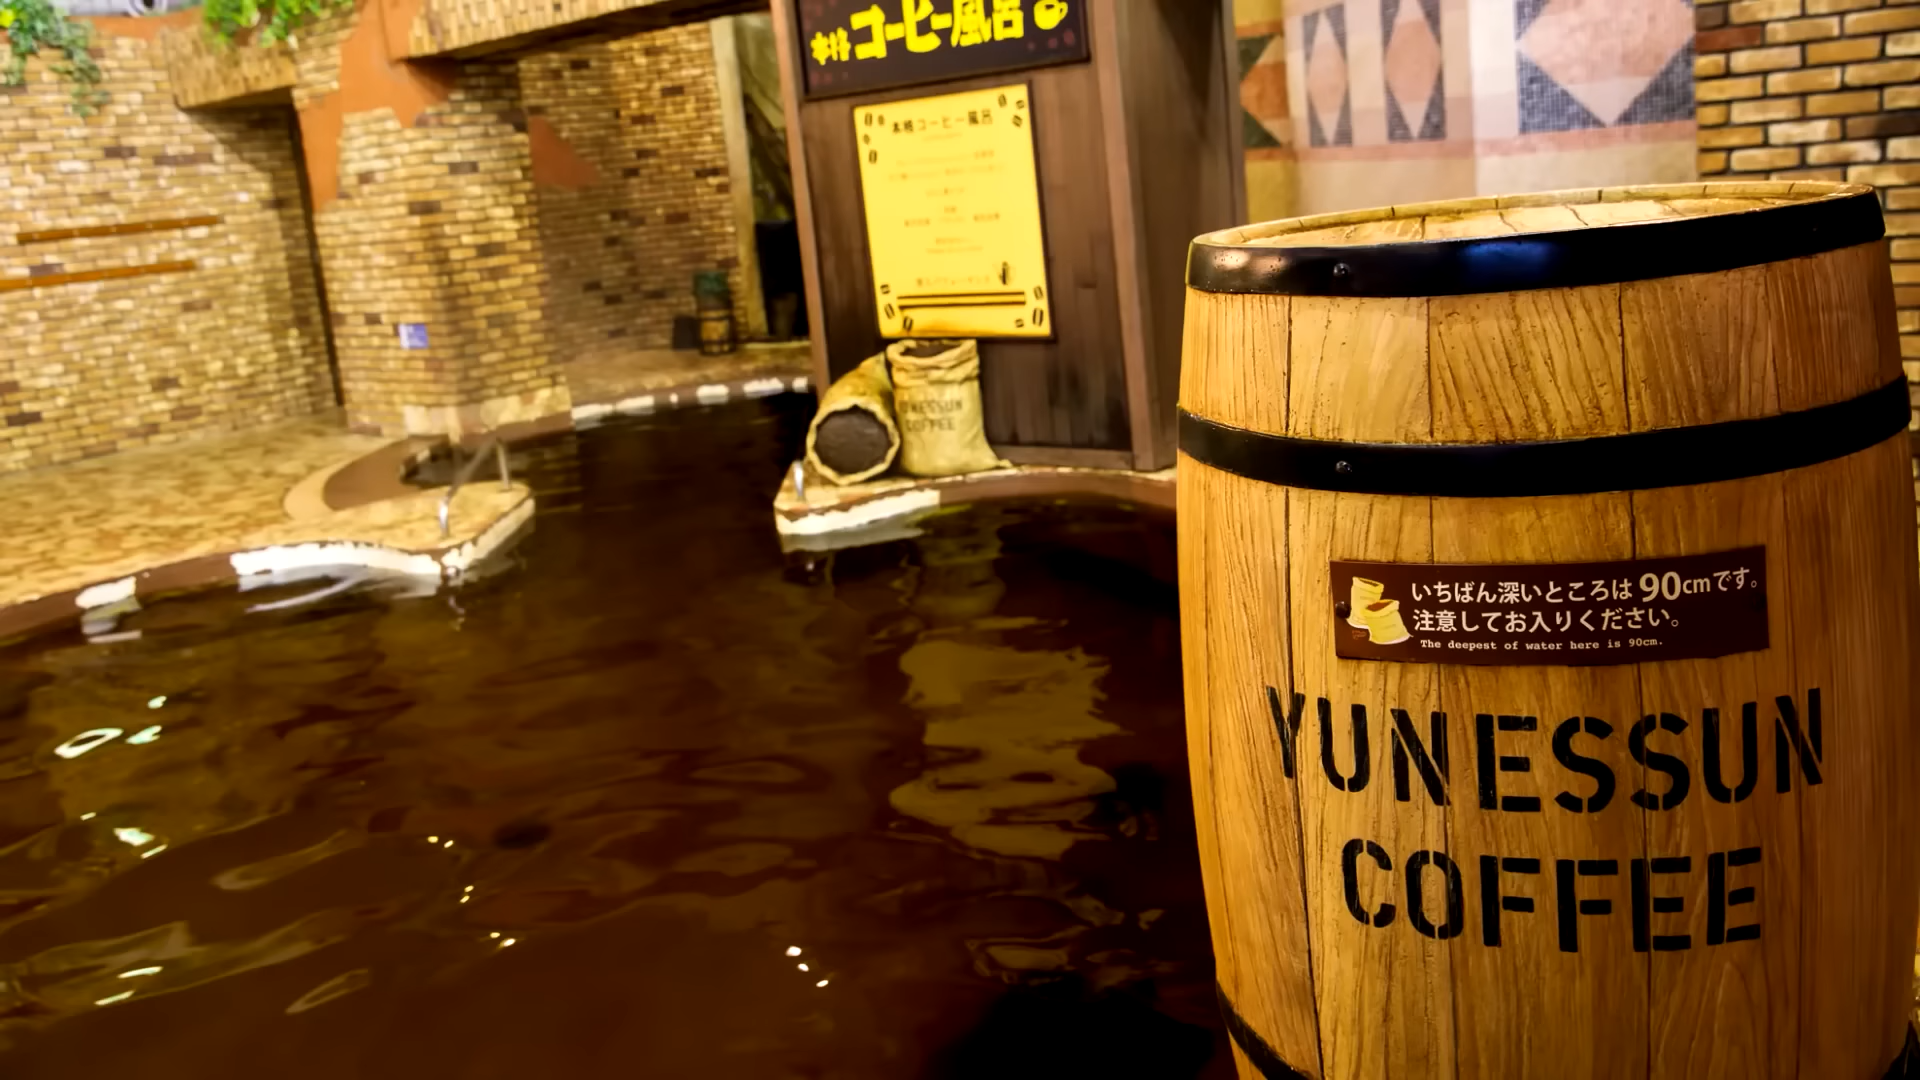 本格コーヒー風呂
本格コーヒー風呂
YUNESSUN
COFFEE
いちばん深いところは90cmです。
注意してお入りください。
The deepest of water here is 90cm.
YUNESSUN
COFFEE